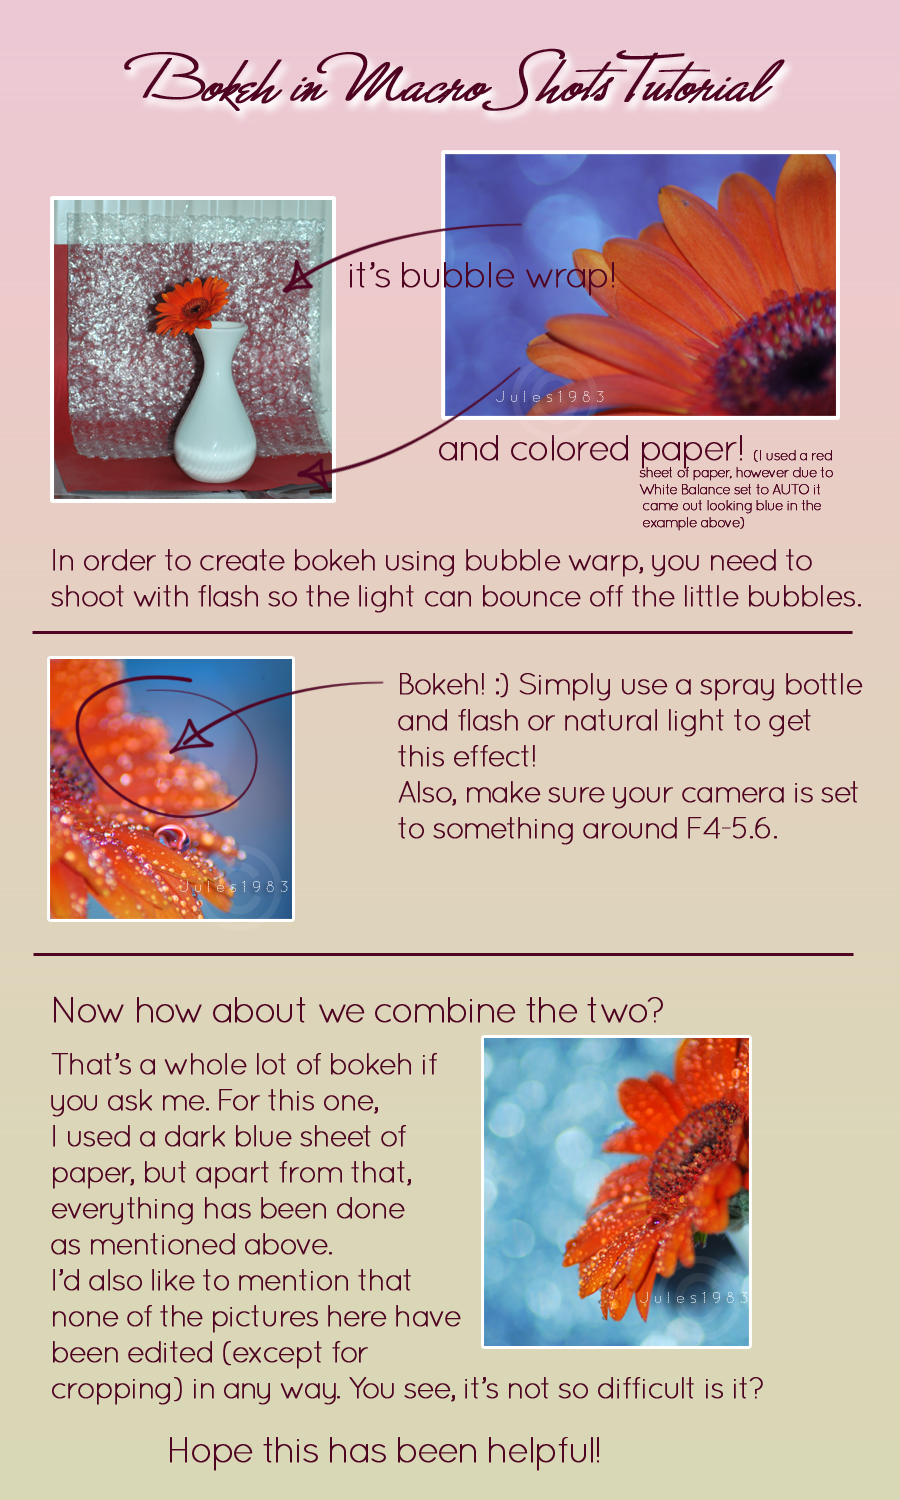 Bokeh in Macro Shots Tutorial
it's bubble wrap!
Jules1983
and colored paper! (I used a red
sheet of paper, however due to
White Balance set to AUTO it
came out looking blue in the
example above)
In order to create bokeh using bubble warp, you need to
shoot with flash so the light can bounce off the little bubbles.
Bokeh! :) Simply use a spray bottle
and flash or natural light to get
this effect!
Also, make sure your camera is set
to something around F4-5.6.
Jules1983
Now how about we combine the two?
That's a whole lot of bokeh if
you ask me. For this one,
I used a dark blue sheet of
paper, but apart from that,
everything has been done
as mentioned above.
I'd also like to mention that
none of the pictures here have
been edited (except for
cropping) in any way. You see, it's not so difficult is it?
Jules1983
Hope this has been helpful!